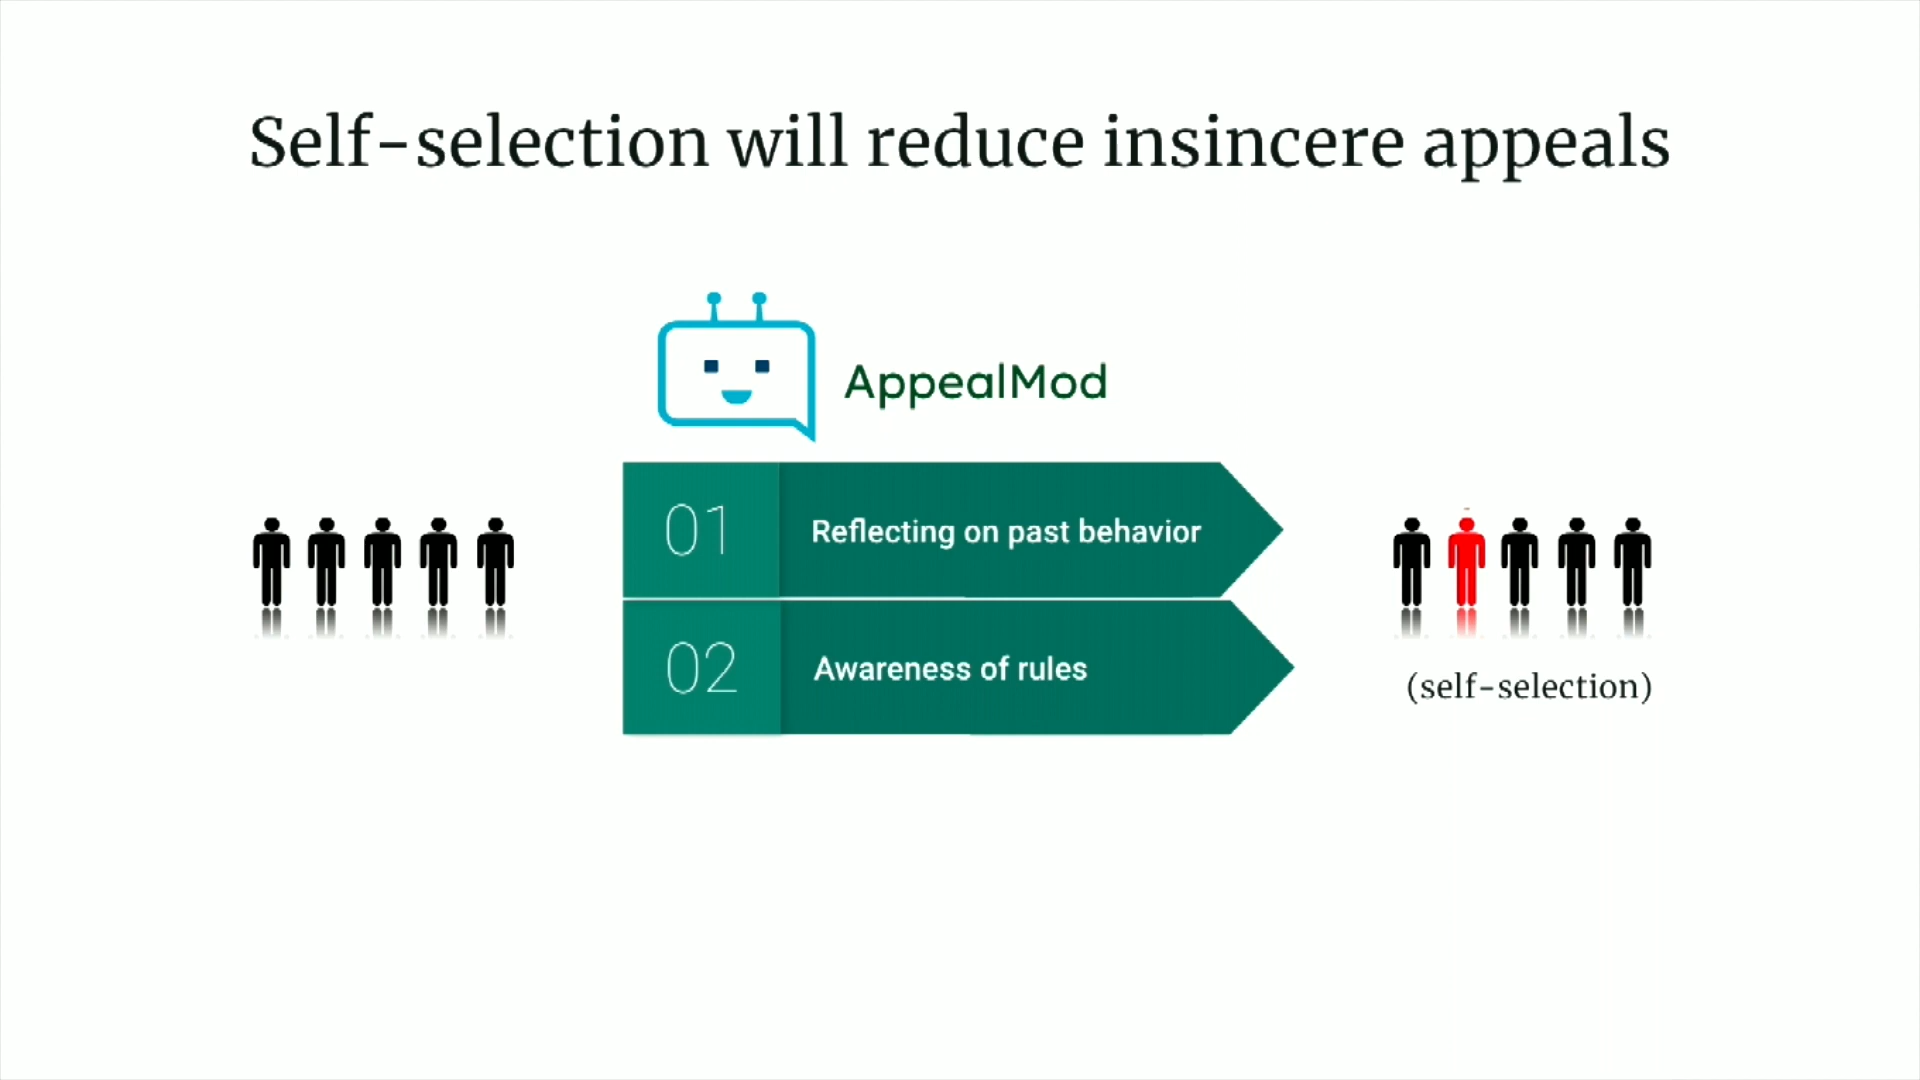 Self-selection will reduce insincere appeals
AppealMod
01 Reflecting on past behavior
02 Awareness of rules
(self-selection)